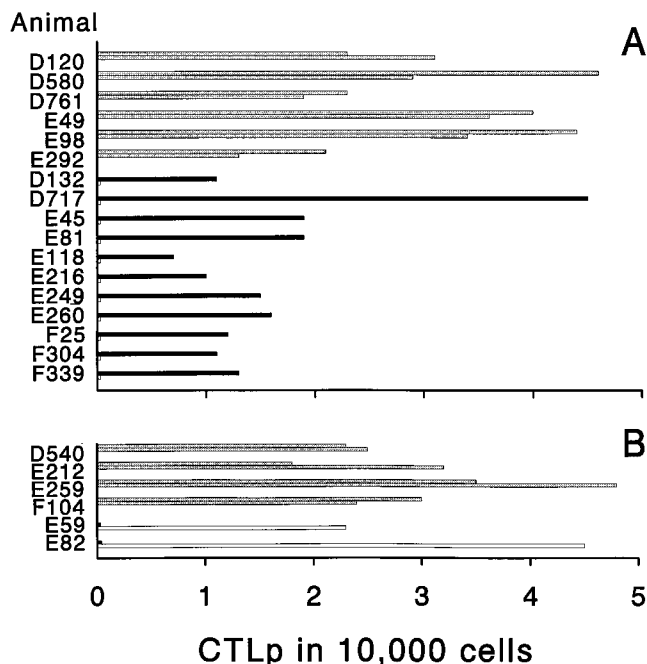 Animal
A
D120
D580
D761
E49
E98
E292
D132
D717
E45
E81
E118
E216
E249
E260
F25
F304
F339
B
D540
E212
E259
F104
E59
E82
0 1 2 3 4 5
CTLp in 10,000 cells